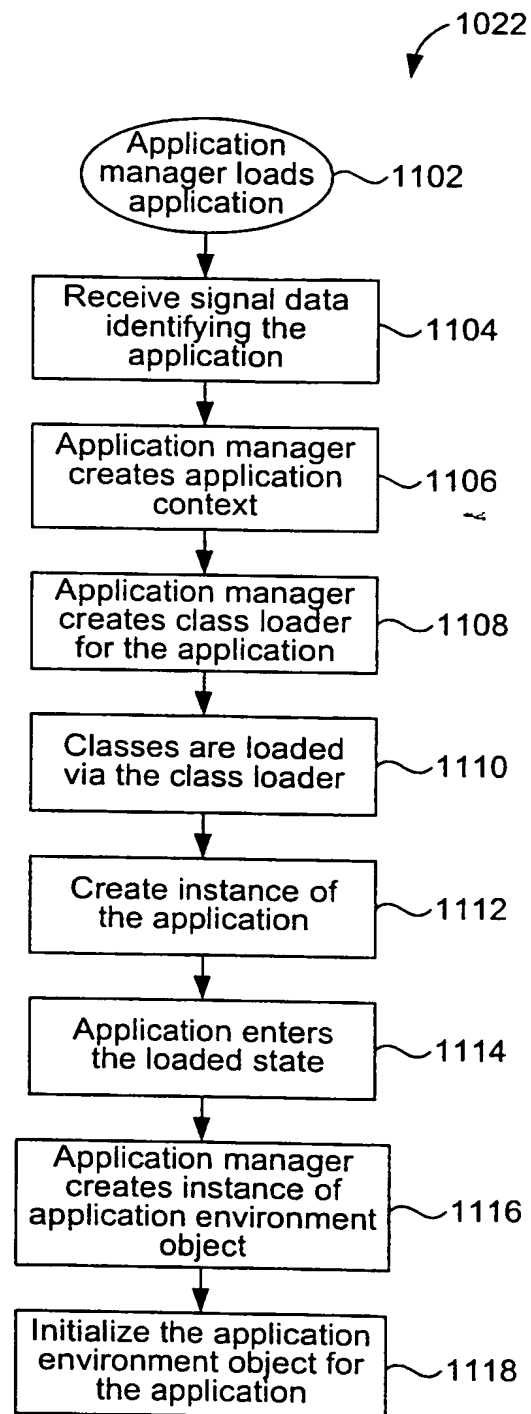 1022
Application
manager loads
application
1102
Receive signal data
identifying the
application
1104
Application manager
creates application
context
1106
Application manager
creates class loader
for the application
1108
Classes are loaded
via the class loader
1110
Create instance of
the application
1112
Application enters
the loaded state
1114
Application manager
creates instance of
application environment
object
1116
Initialize the application
environment object for
the application
1118